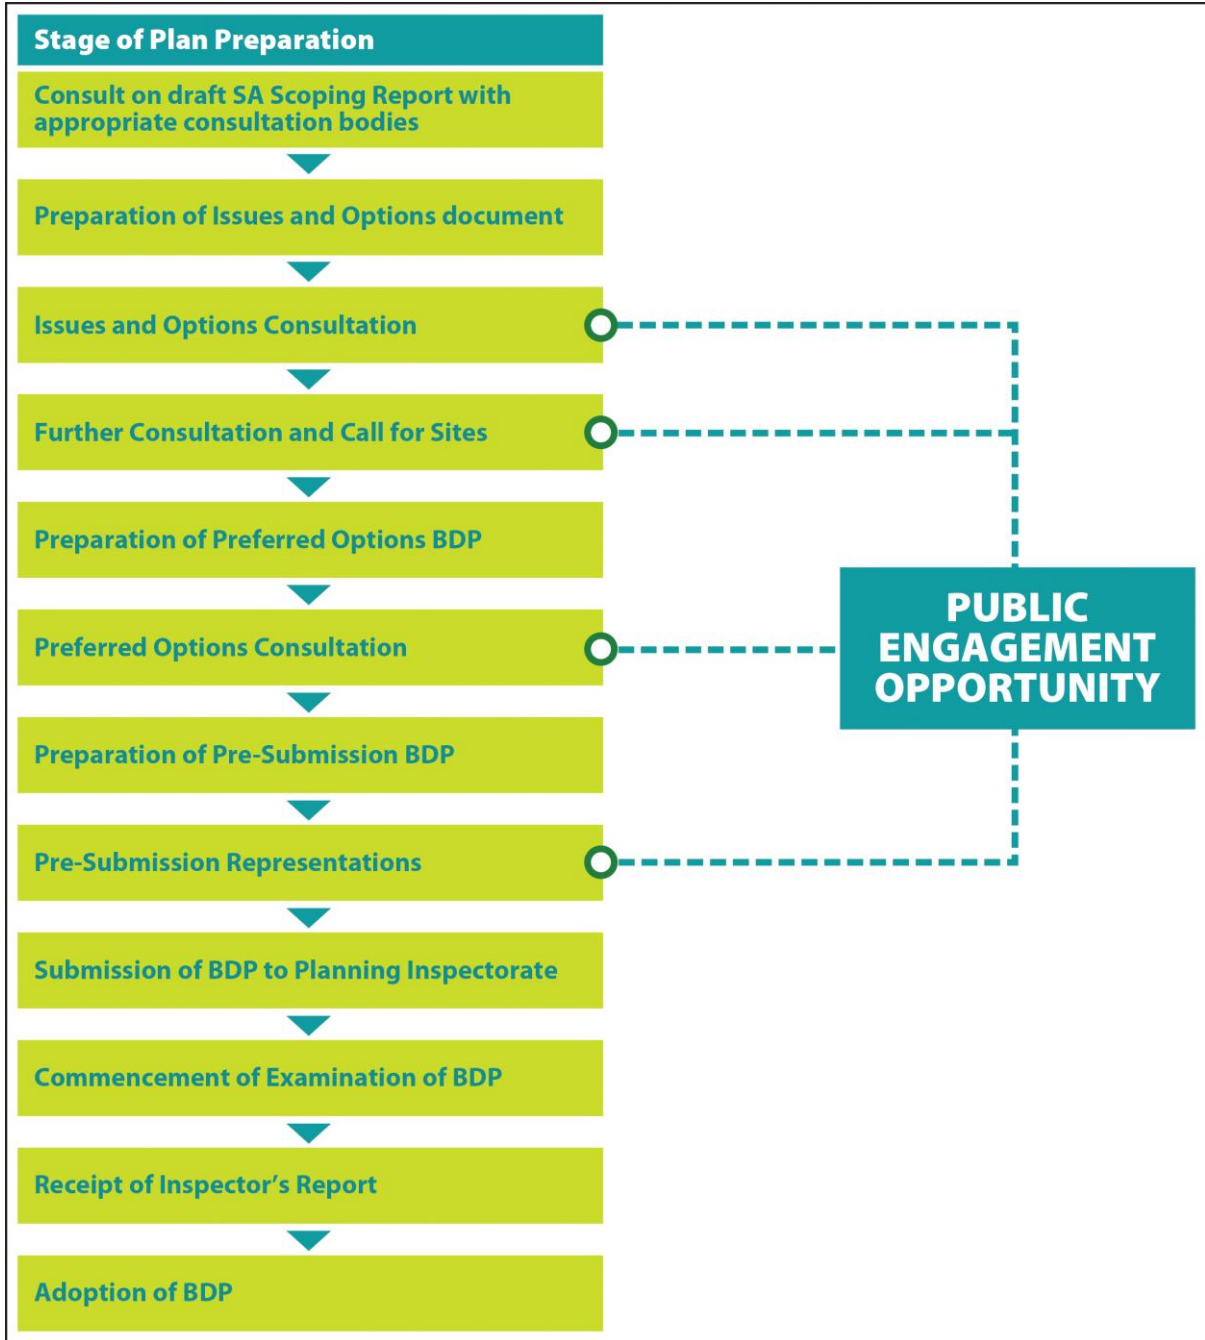 Stage of Plan Preparation
Consult on draft SA Scoping Report with
appropriate consultation bodies
Preparation of Issues and Options document
Issues and Options Consultation
Further Consultation and Call for Sites
Preparation of Preferred Options BDP
Preferred Options Consultation
PUBLIC
ENGAGEMENT
OPPORTUNITY
Preparation of Pre-Submission BDP
Pre-Submission Representations
Submission of BDP to Planning Inspectorate
Commencement of Examination of BDP
Receipt of Inspector’s Report
Adoption of BDP